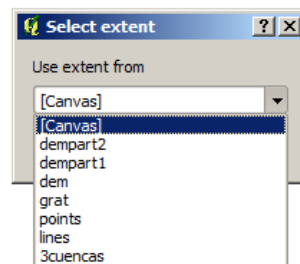 Select extent
Use extent from
[Canvas]
[Canvas]
dempart2
dempart1
dem
grat
points
lines
3cuencas